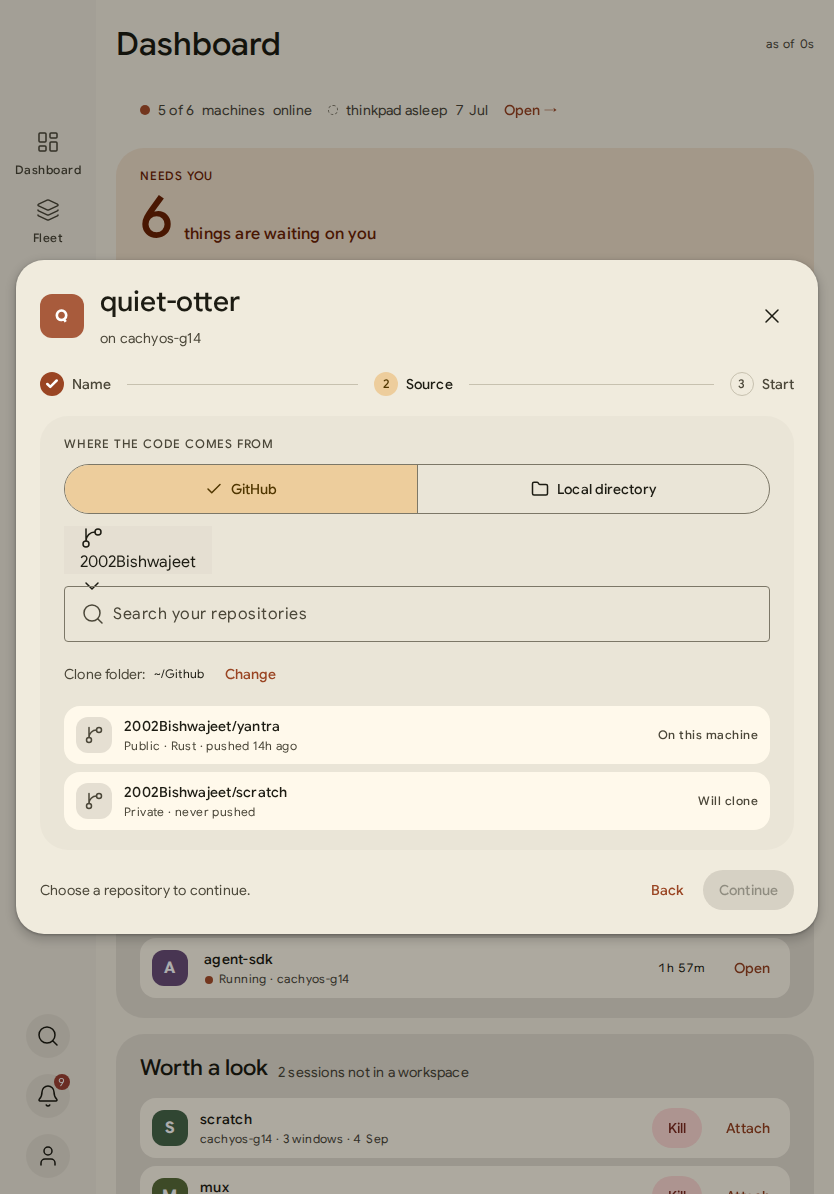 Dashboard
as of 0s
5 of 6 machines online
thinkpad asleep 7 Jul
Open →
Dashboard
Fleet
NEEDS YOU
6 things are waiting on you
Q
quiet-otter
on cachyos-g14
Name
2 Source
3 Start
WHERE THE CODE COMES FROM
GitHub
Local directory
2002Bishwajeet
Search your repositories
Clone folder: ~/Github Change
2002Bishwajeet/yantra
Public · Rust · pushed 14h ago
On this machine
2002Bishwajeet/scratch
Private · never pushed
Will clone
Choose a repository to continue.
Back
Continue
A
agent-sdk
Running · cachyos-g14
1h 57m
Open
Worth a look 2 sessions not in a workspace
9
S
scratch
cachyos-g14 · 3 windows · 4 Sep
Kill
Attach
M
mux
Kill
Attach